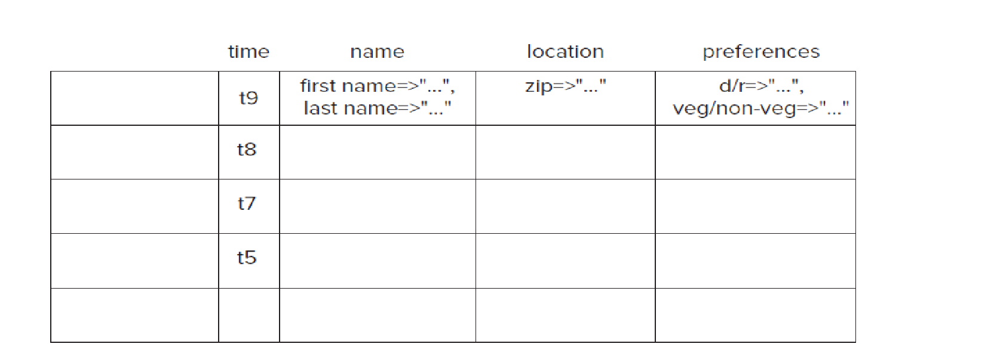 time name location preferences
t9 first name=>"...", zip=>"..." d/r=>"...",
last name=>"..." veg/non-veg=>"..."
t8
t7
t5